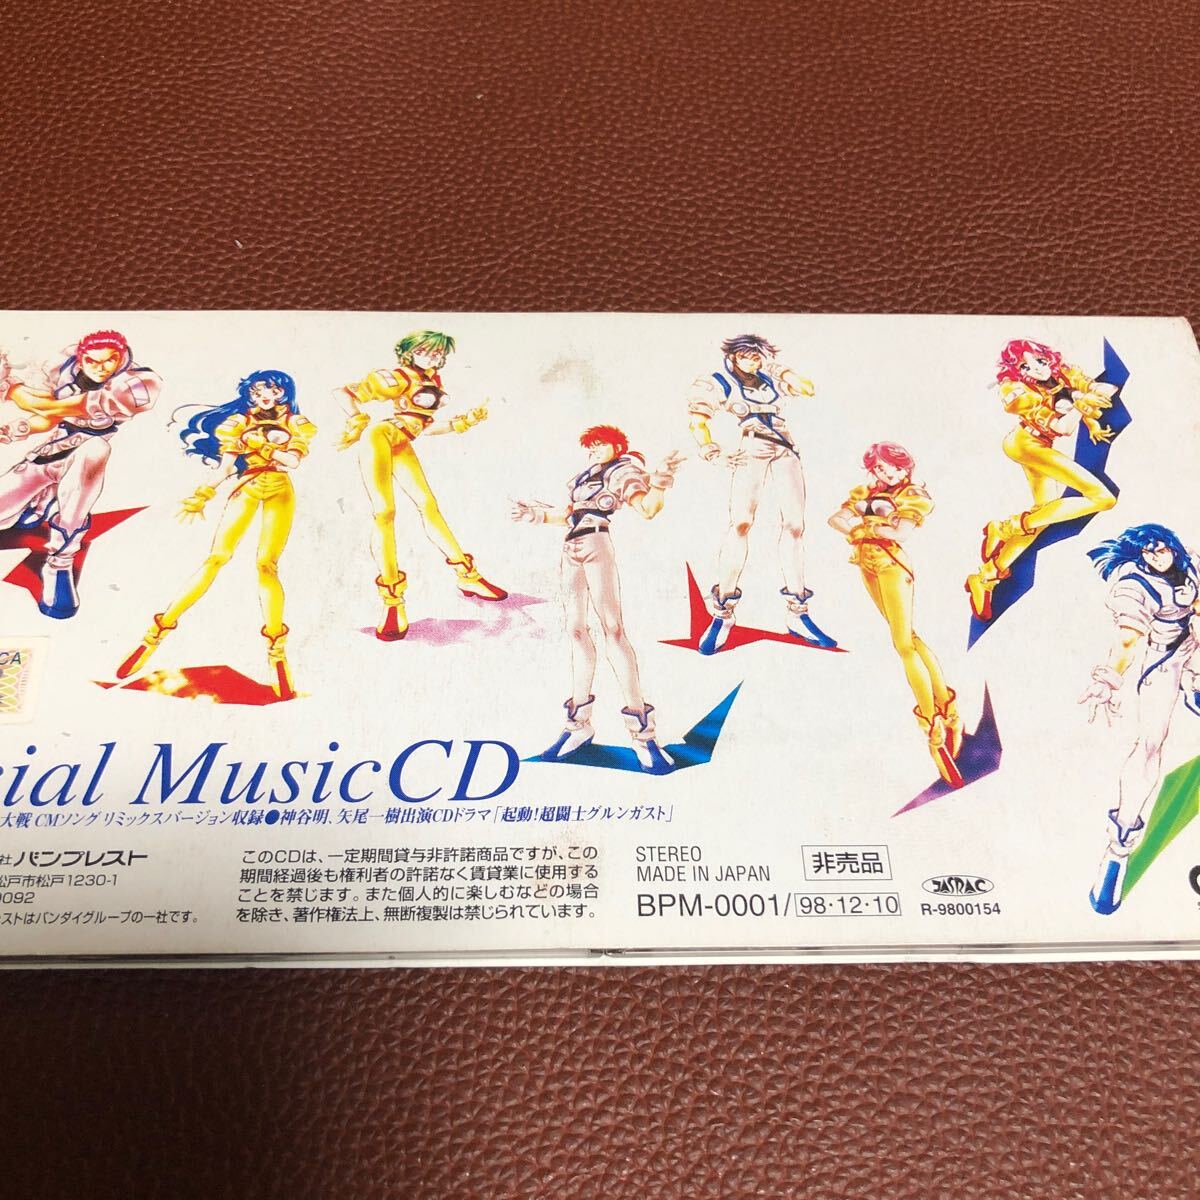 cial Music CD
大戦 CMソング リミックスバージョン収録●神谷明、矢尾一樹出演CDドラマ「起動!超闘士グルンガスト」
社 バンプレスト
松戸市松戸1230-1
0092
ストはバンダイグループの一社です。
このCDは、一定期間貸与非許諾商品ですが、この
期間経過後も権利者の許諾なく賃貸業に使用する
ことを禁じます。また個人的に楽しむなどの場合
を除き、著作権法上、無断複製は禁じられています。
STEREO
MADE IN JAPAN
非売品
BPM-0001/98・12・10
JASRAC
R-9800154
CA